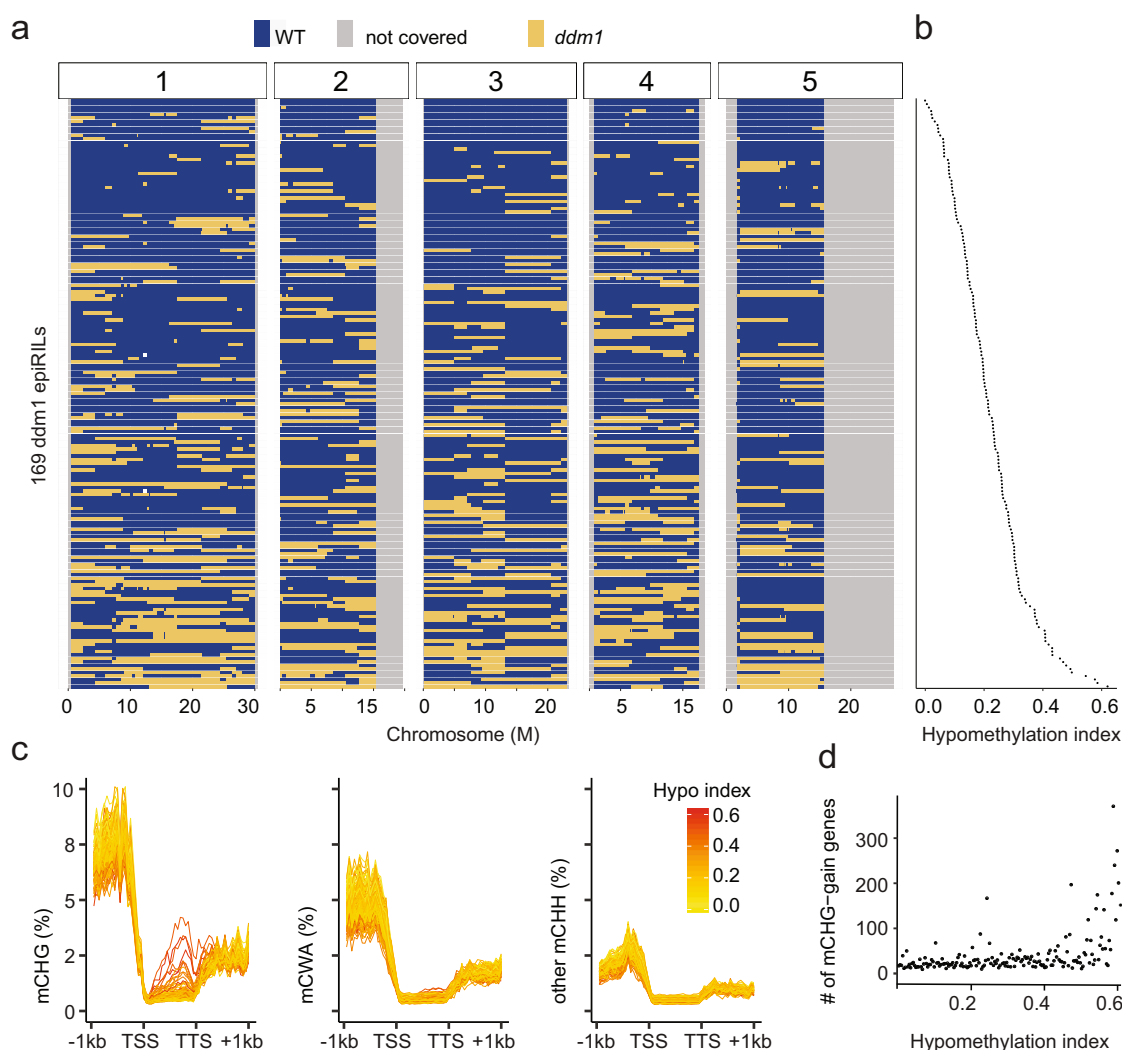 a
WT
not covered
ddm1
b
1
2
3
4
5
169 ddm1 epiRILs
0 10 20 30
0 5 10 15
0 10 20
5 10 15
0 10 20
Chromosome (M)
0.0 0.2 0.4 0.6
Hypomethylation index
c
mCHG (%)
10
8
5
2
0
-1kb TSS TTS +1kb
mCWA (%)
-1kb TSS TTS +1kb
other mCHH (%)
Hypo index
0.6
0.4
0.2
0.0
-1kb TSS TTS +1kb
d
# of mCHG−gain genes
300
200
100
0
0.2 0.4 0.6
Hypomethylation index